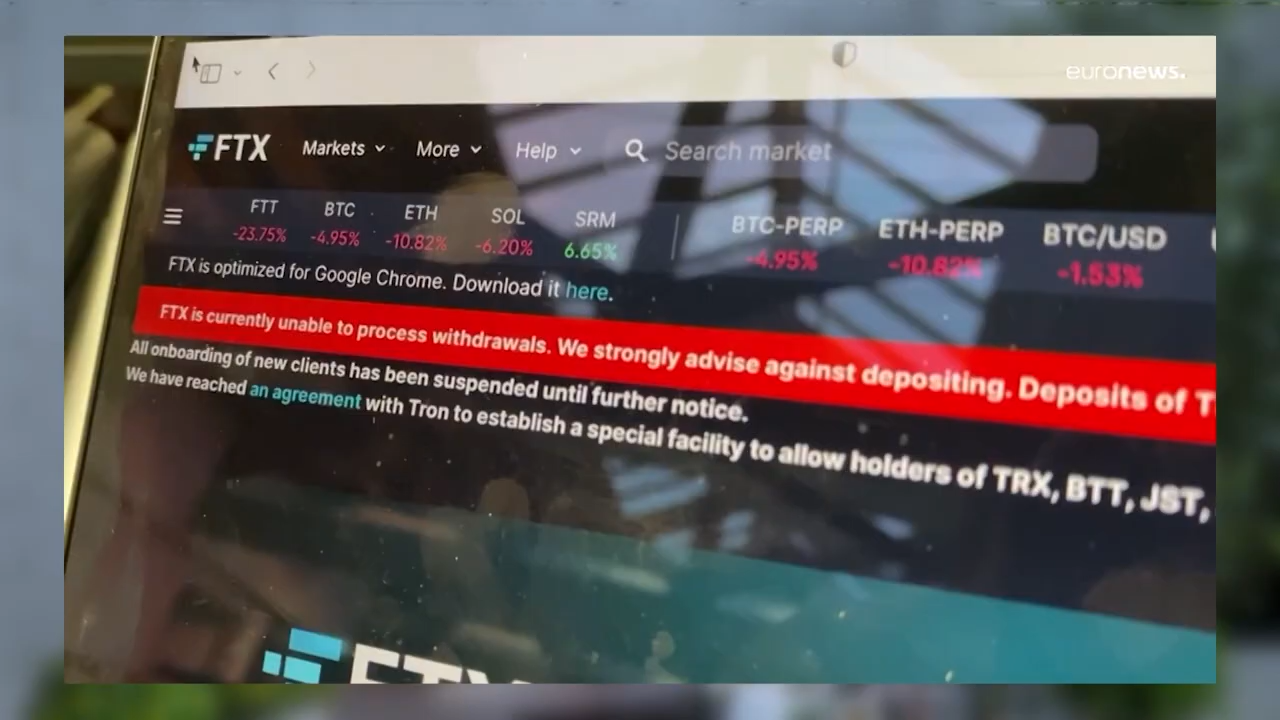 euronews.
FTX Markets More Help Search market
FTT BTC ETH SOL SRM BTC-PERP ETH-PERP BTC/USD
-23.75% -4.95% -10.82% -6.20% 6.65% -4.95% -10.82% -1.53%
FTX is optimized for Google Chrome. Download it here.
FTX is currently unable to process withdrawals. We strongly advise against depositing. Deposits of T
All onboarding of new clients has been suspended until further notice.
We have reached an agreement with Tron to establish a special facility to allow holders of TRX, BTT, JST,
FTX